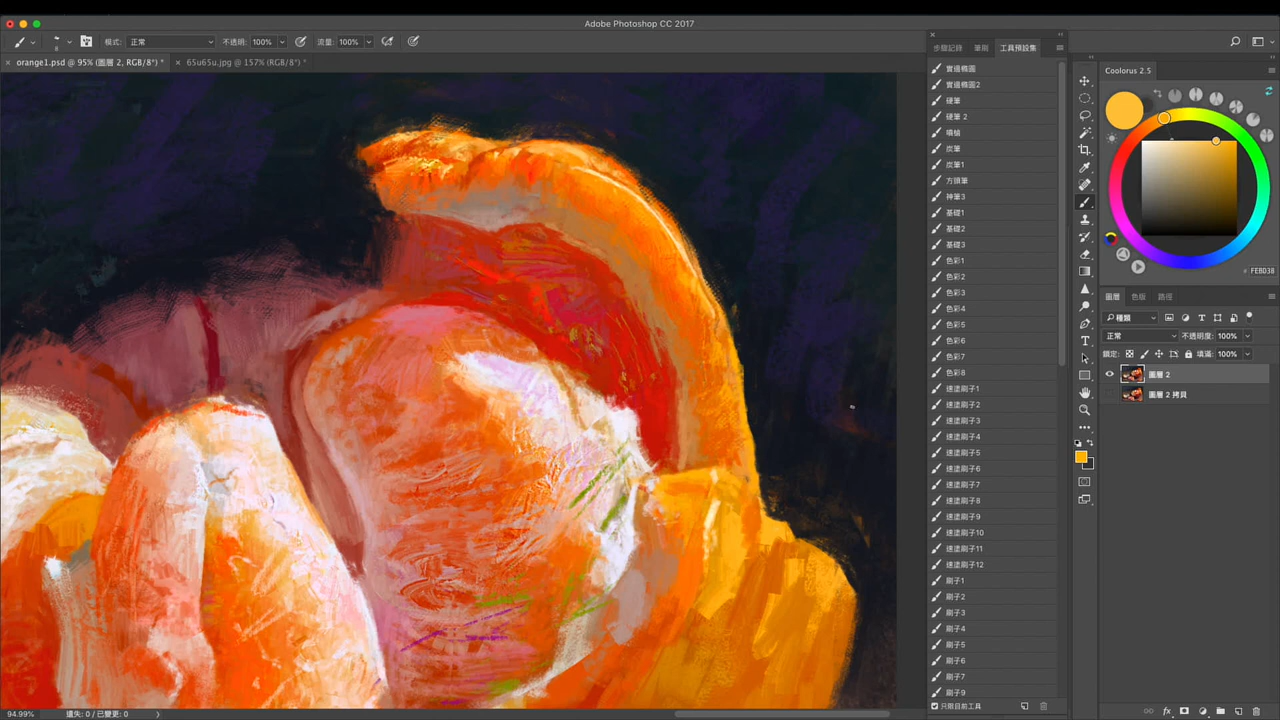 Adobe Photoshop CC 2017
模式: 正常 不透明: 100% 流量: 100%
orange1.psd @ 95% (圖層 2, RGB/8*) *
65u65u.jpg @ 157% (RGB/8*) *
步驟記錄 筆刷 工具預設集
實邊橢圓
實邊橢圓2
硬筆
硬筆 2
噴槍
炭筆
炭筆1
方頭筆
神筆3
基礎1
基礎2
基礎3
色彩1
色彩2
色彩3
色彩4
色彩5
色彩6
色彩7
色彩8
速塗刷子1
速塗刷子2
速塗刷子3
速塗刷子4
速塗刷子5
速塗刷子6
速塗刷子7
速塗刷子8
速塗刷子9
速塗刷子10
速塗刷子11
速塗刷子12
刷子1
刷子2
刷子3
刷子4
刷子5
刷子6
刷子7
刷子9
只限目前工具
Coolorus 2.5
# FEB038
圖層 色版 路徑
種類
正常 不透明度: 100%
鎖定: 填滿: 100%
圖層 2
圖層 2 拷貝
94.99% 遺失: 0 / 已變更: 0